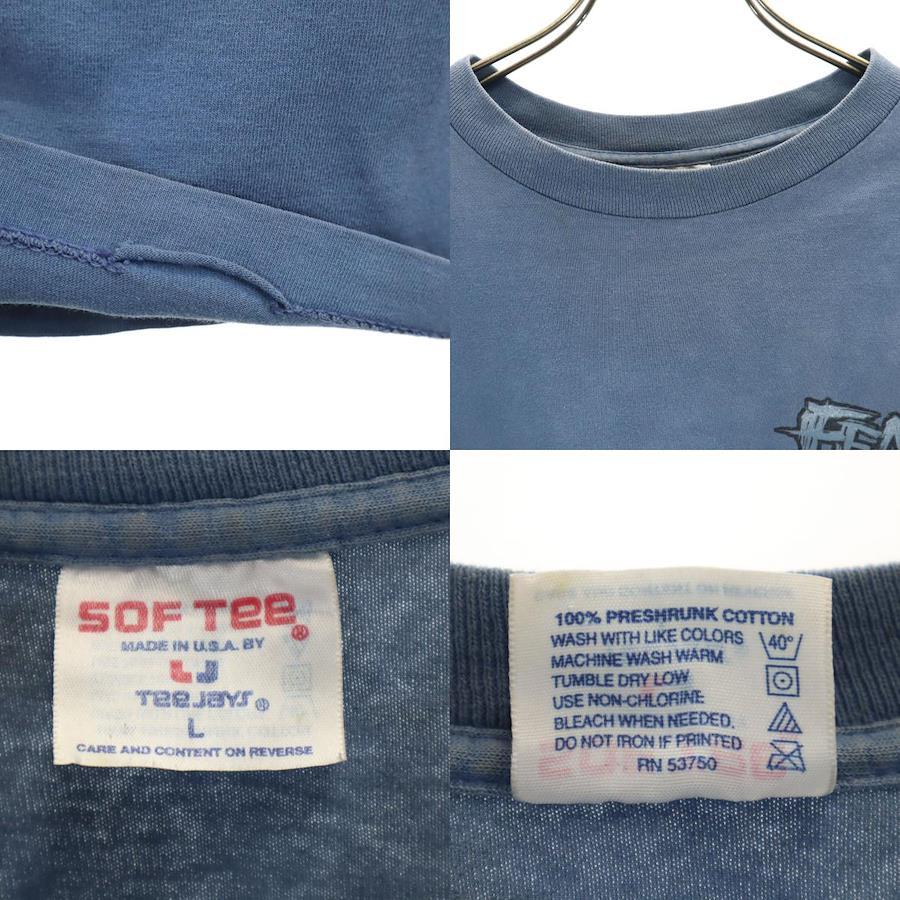 SOF TEE®
MADE IN U.S.A. BY
TEE JAYS®
L
CARE AND CONTENT ON REVERSE
100% PRESHRUNK COTTON
WASH WITH LIKE COLORS
40°
MACHINE WASH WARM
TUMBLE DRY LOW
USE NON-CHLORINE
BLEACH WHEN NEEDED.
DO NOT IRON IF PRINTED
RN 53750